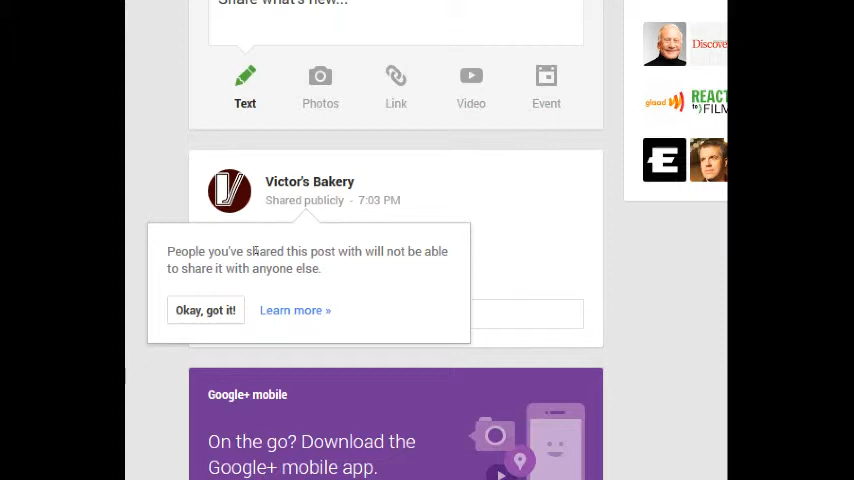 Share what's new...
Text
Photos
Link
Video
Event
Discove
glaad
REACT
to FILM
E
Victor's Bakery
Shared publicly - 7:03 PM
People you've shared this post with will not be able
to share it with anyone else.
Okay, got it!
Learn more »
Google+ mobile
On the go? Download the
Google+ mobile app.